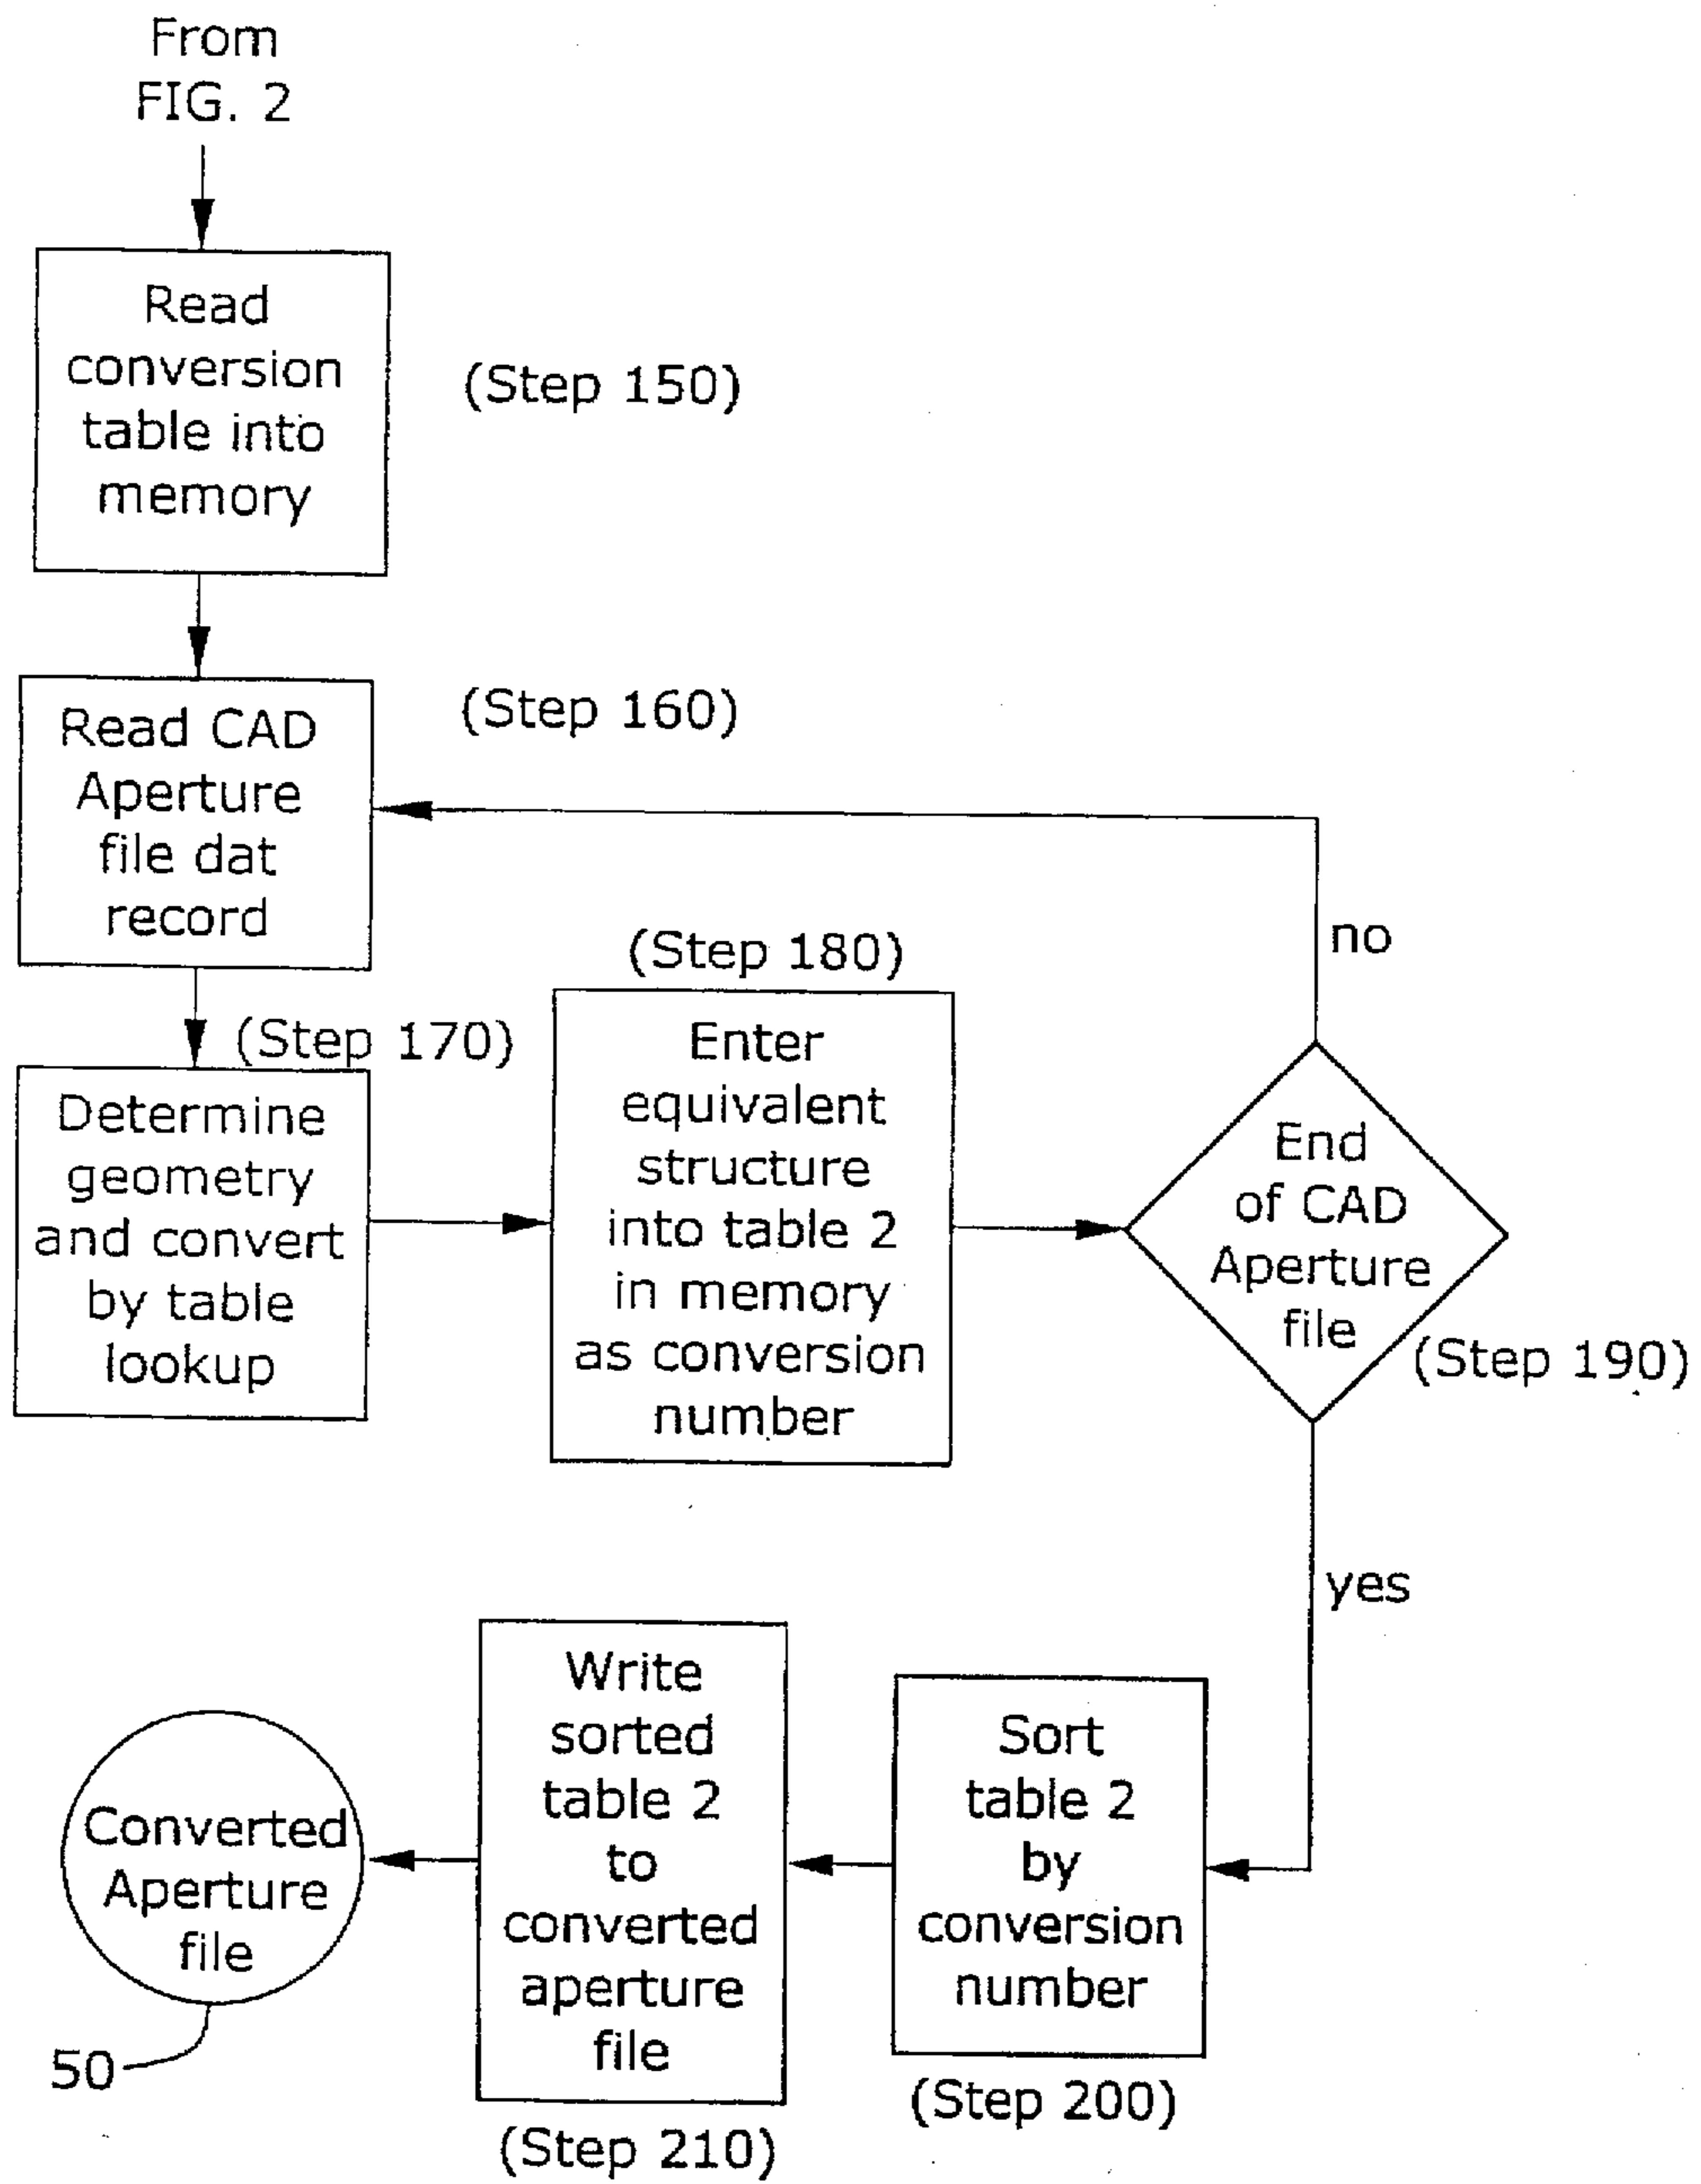 From
FIG. 2
Read
conversion
table into
memory
(Step 150)
Read CAD
Aperture
file dat
record
(Step 160)
(Step 170)
Determine
geometry
and convert
by table
lookup
(Step 180)
Enter
equivalent
structure
into table 2
in memory
as conversion
number
no
End
of CAD
Aperture
file
(Step 190)
yes
Sort
table 2
by
conversion
number
(Step 200)
Write
sorted
table 2
to
converted
aperture
file
(Step 210)
Converted
Aperture
file
50